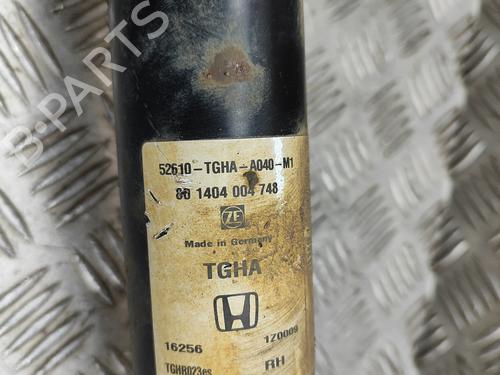 B-PARTS
52610-TGHA-A040-M1
80 1404 004 748
ZF
Made in Germany
TGHA
16256 1Z0009
TGHR023es RH